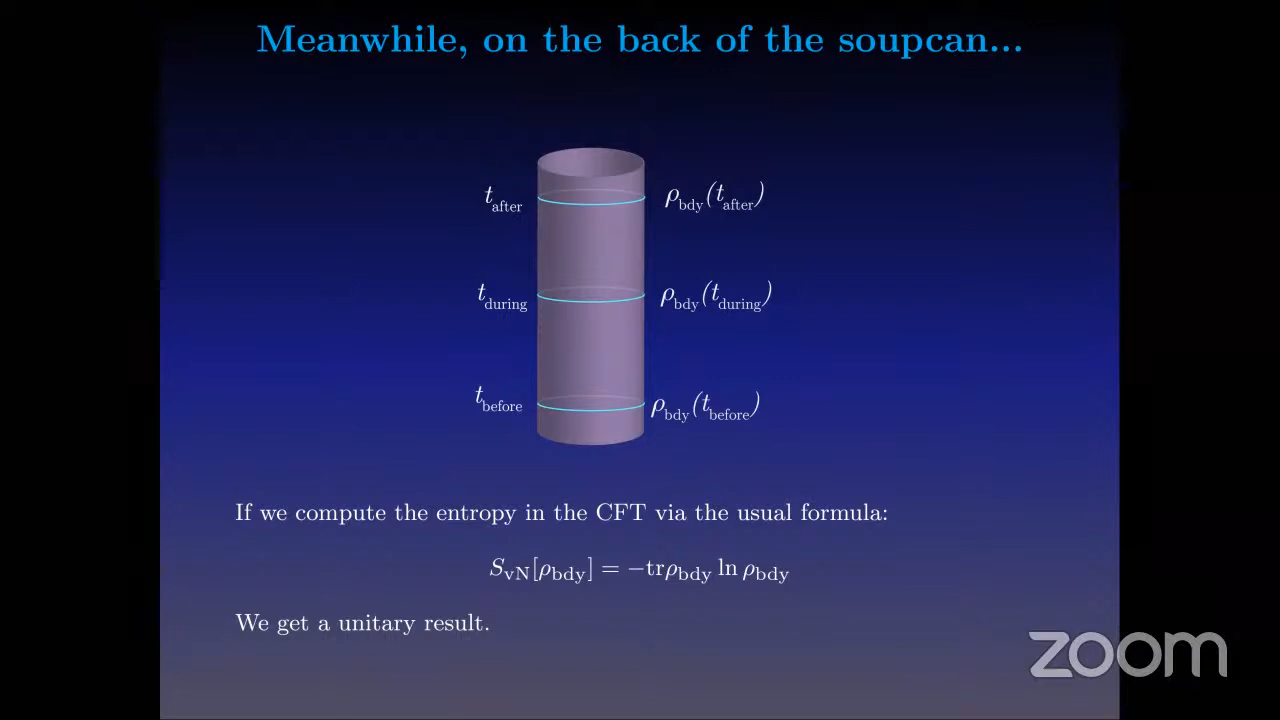 Meanwhile, on the back of the soupcan...
t_after ρ_bdy(t_after)
t_during ρ_bdy(t_during)
t_before ρ_bdy(t_before)
If we compute the entropy in the CFT via the usual formula:
S_vN[ρ_bdy] = −trρ_bdy ln ρ_bdy
We get a unitary result.
zoom